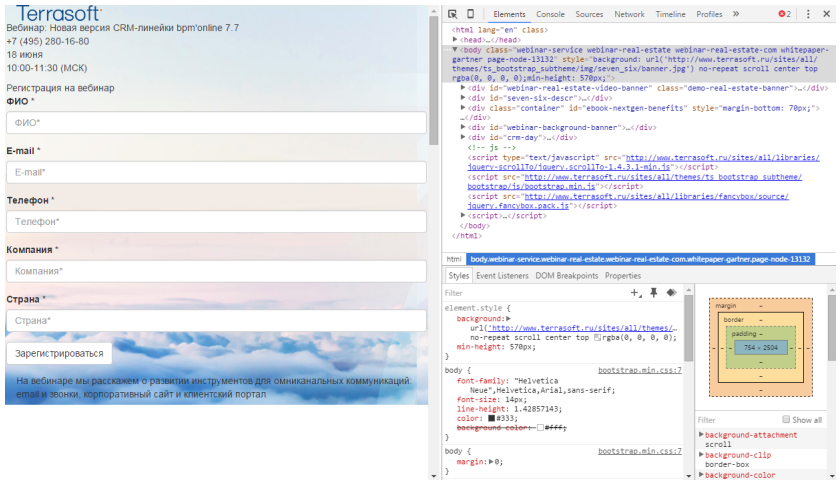 Terrasoft
Вебинар: Новая версия CRM-линейки bpm'online 7.7
+7 (495) 280-16-80
18 июня
10:00-11:30 (МСК)
Регистрация на вебинар
ФИО *
ФИО*
E-mail *
E-mail*
Телефон *
Телефон*
Компания *
Компания*
Страна *
Страна*
Зарегистрироваться
На вебинаре мы расскажем о развитии инструментов для омниканальных коммуникаций:
email и звонки, корпоративный сайт и клиентский портал
Elements Console Sources Network Timeline Profiles » 2
<html lang="en" class>
<head>…</head>
<body class="webinar-service webinar-real-estate webinar-real-estate-com whitepaper-
gartner page-node-13132" style="background: url('http://www.terrasoft.ru/sites/all/
themes/ts_bootstrap_subtheme/img/seven_six/banner.jpg') no-repeat scroll center top
rgba(0, 0, 0, 0);min-height: 570px;">
<div id="webinar-real-estate-video-banner" class="demo-real-estate-banner">…</div>
<div id="seven-six-descr">…</div>
<div class="container" id="ebook-nextgen-benefits" style="margin-bottom: 70px;">
…</div>
<div id="webinar-background-banner">…</div>
<div id="crm-day">…</div>
<!-- js -->
<script type="text/javascript" src="http://www.terrasoft.ru/sites/all/libraries/
jquery-scrollTo/jquery.scrollTo-1.4.3.1-min.js"></script>
<script src="http://www.terrasoft.ru/sites/all/themes/ts_bootstrap_subtheme/
bootstrap/js/bootstrap.min.js"></script>
<script src="http://www.terrasoft.ru/sites/all/libraries/fancybox/source/
jquery.fancybox.pack.js"></script>
<script>…</script>
</body>
</html>
html body.webinar-service.webinar-real-estate.webinar-real-estate-com.whitepaper-gartner.page-node-13132
Styles Event Listeners DOM Breakpoints Properties
Filter
element.style {
background:
url('http://www.terrasoft.ru/sites/all/themes/…
no-repeat scroll center top rgba(0, 0, 0, 0);
min-height: 570px;
}
body { bootstrap.min.css:7
font-family: "Helvetica
Neue",Helvetica,Arial,sans-serif;
font-size: 14px;
line-height: 1.42857143;
color: #333;
background-color: #fff;
}
body { bootstrap.min.css:7
margin: 0;
}
margin –
border –
padding –
– – – 754 × 2504 – – –
–
–
–
Filter Show all
background-attachment
scroll
background-clip
border-box
background-color